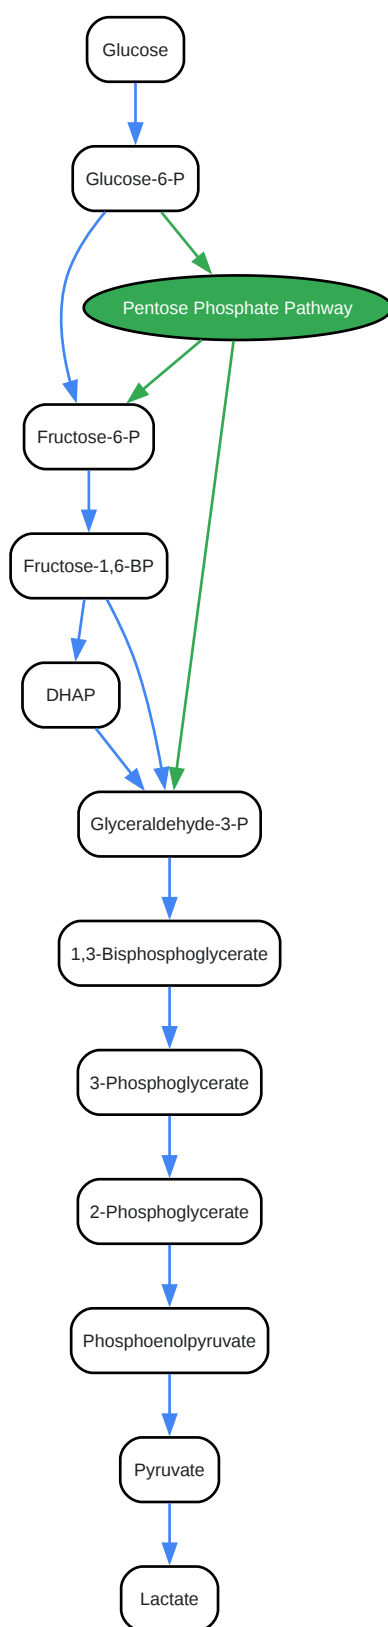 Glucose
Glucose-6-P
Pentose Phosphate Pathway
Fructose-6-P
Fructose-1,6-BP
DHAP
Glyceraldehyde-3-P
1,3-Bisphosphoglycerate
3-Phosphoglycerate
2-Phosphoglycerate
Phosphoenolpyruvate
Pyruvate
Lactate